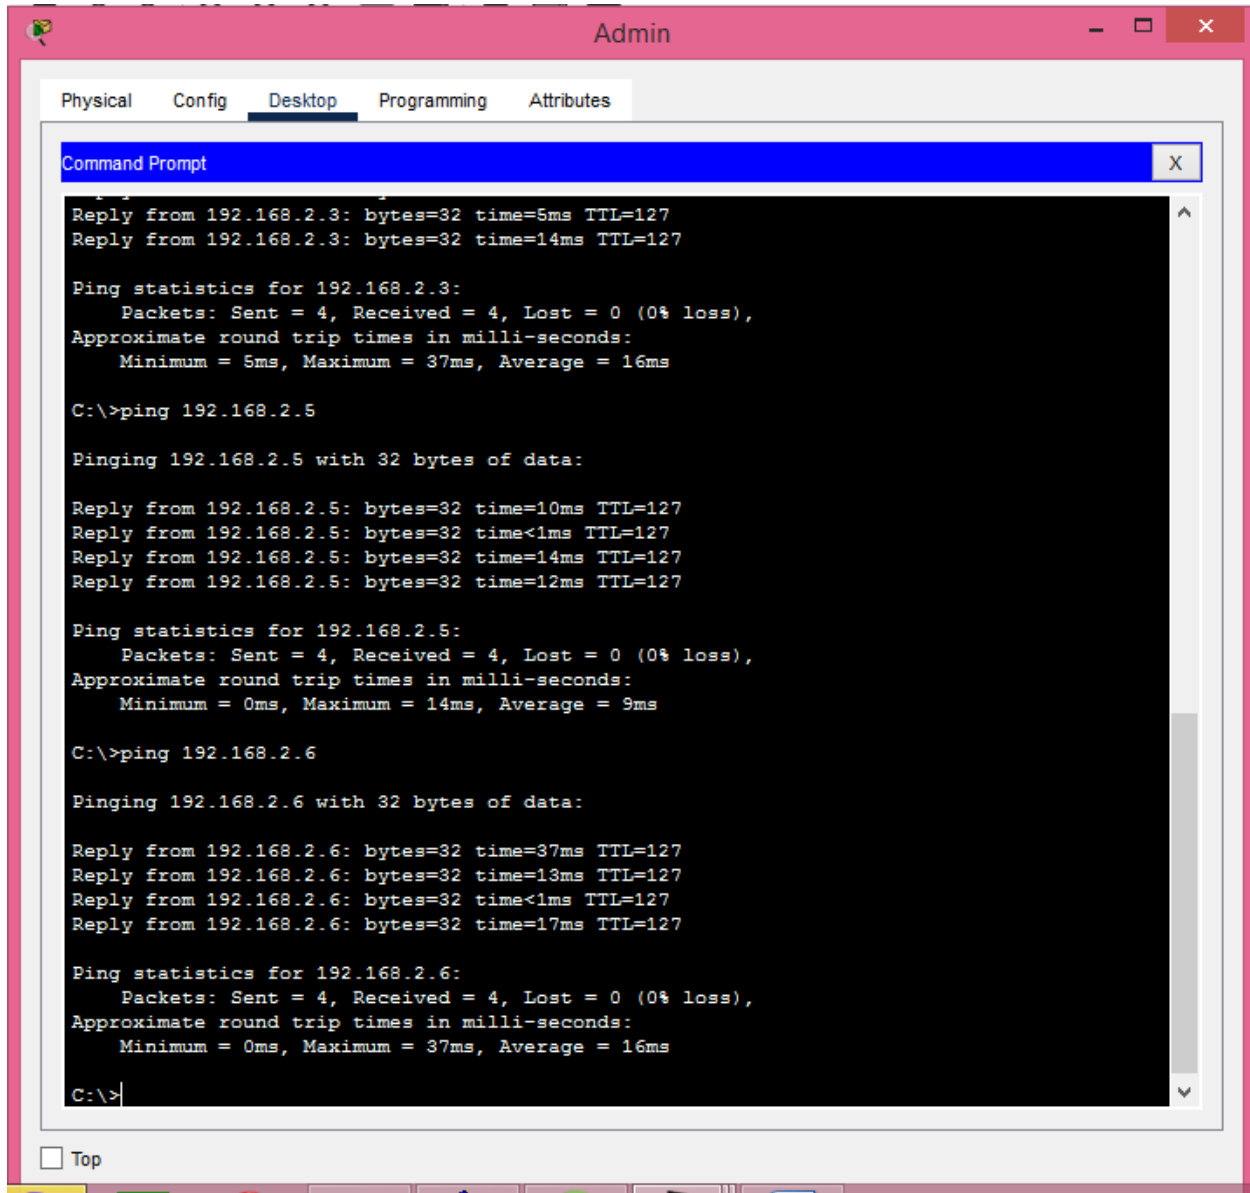 Admin
Physical Config Desktop Programming Attributes
Command Prompt X
Reply from 192.168.2.3: bytes=32 time=5ms TTL=127
Reply from 192.168.2.3: bytes=32 time=14ms TTL=127
Ping statistics for 192.168.2.3:
Packets: Sent = 4, Received = 4, Lost = 0 (0% loss),
Approximate round trip times in milli-seconds:
Minimum = 5ms, Maximum = 37ms, Average = 16ms
C:\>ping 192.168.2.5
Pinging 192.168.2.5 with 32 bytes of data:
Reply from 192.168.2.5: bytes=32 time=10ms TTL=127
Reply from 192.168.2.5: bytes=32 time<1ms TTL=127
Reply from 192.168.2.5: bytes=32 time=14ms TTL=127
Reply from 192.168.2.5: bytes=32 time=12ms TTL=127
Ping statistics for 192.168.2.5:
Packets: Sent = 4, Received = 4, Lost = 0 (0% loss),
Approximate round trip times in milli-seconds:
Minimum = 0ms, Maximum = 14ms, Average = 9ms
C:\>ping 192.168.2.6
Pinging 192.168.2.6 with 32 bytes of data:
Reply from 192.168.2.6: bytes=32 time=37ms TTL=127
Reply from 192.168.2.6: bytes=32 time=13ms TTL=127
Reply from 192.168.2.6: bytes=32 time<1ms TTL=127
Reply from 192.168.2.6: bytes=32 time=17ms TTL=127
Ping statistics for 192.168.2.6:
Packets: Sent = 4, Received = 4, Lost = 0 (0% loss),
Approximate round trip times in milli-seconds:
Minimum = 0ms, Maximum = 37ms, Average = 16ms
C:\>
Top